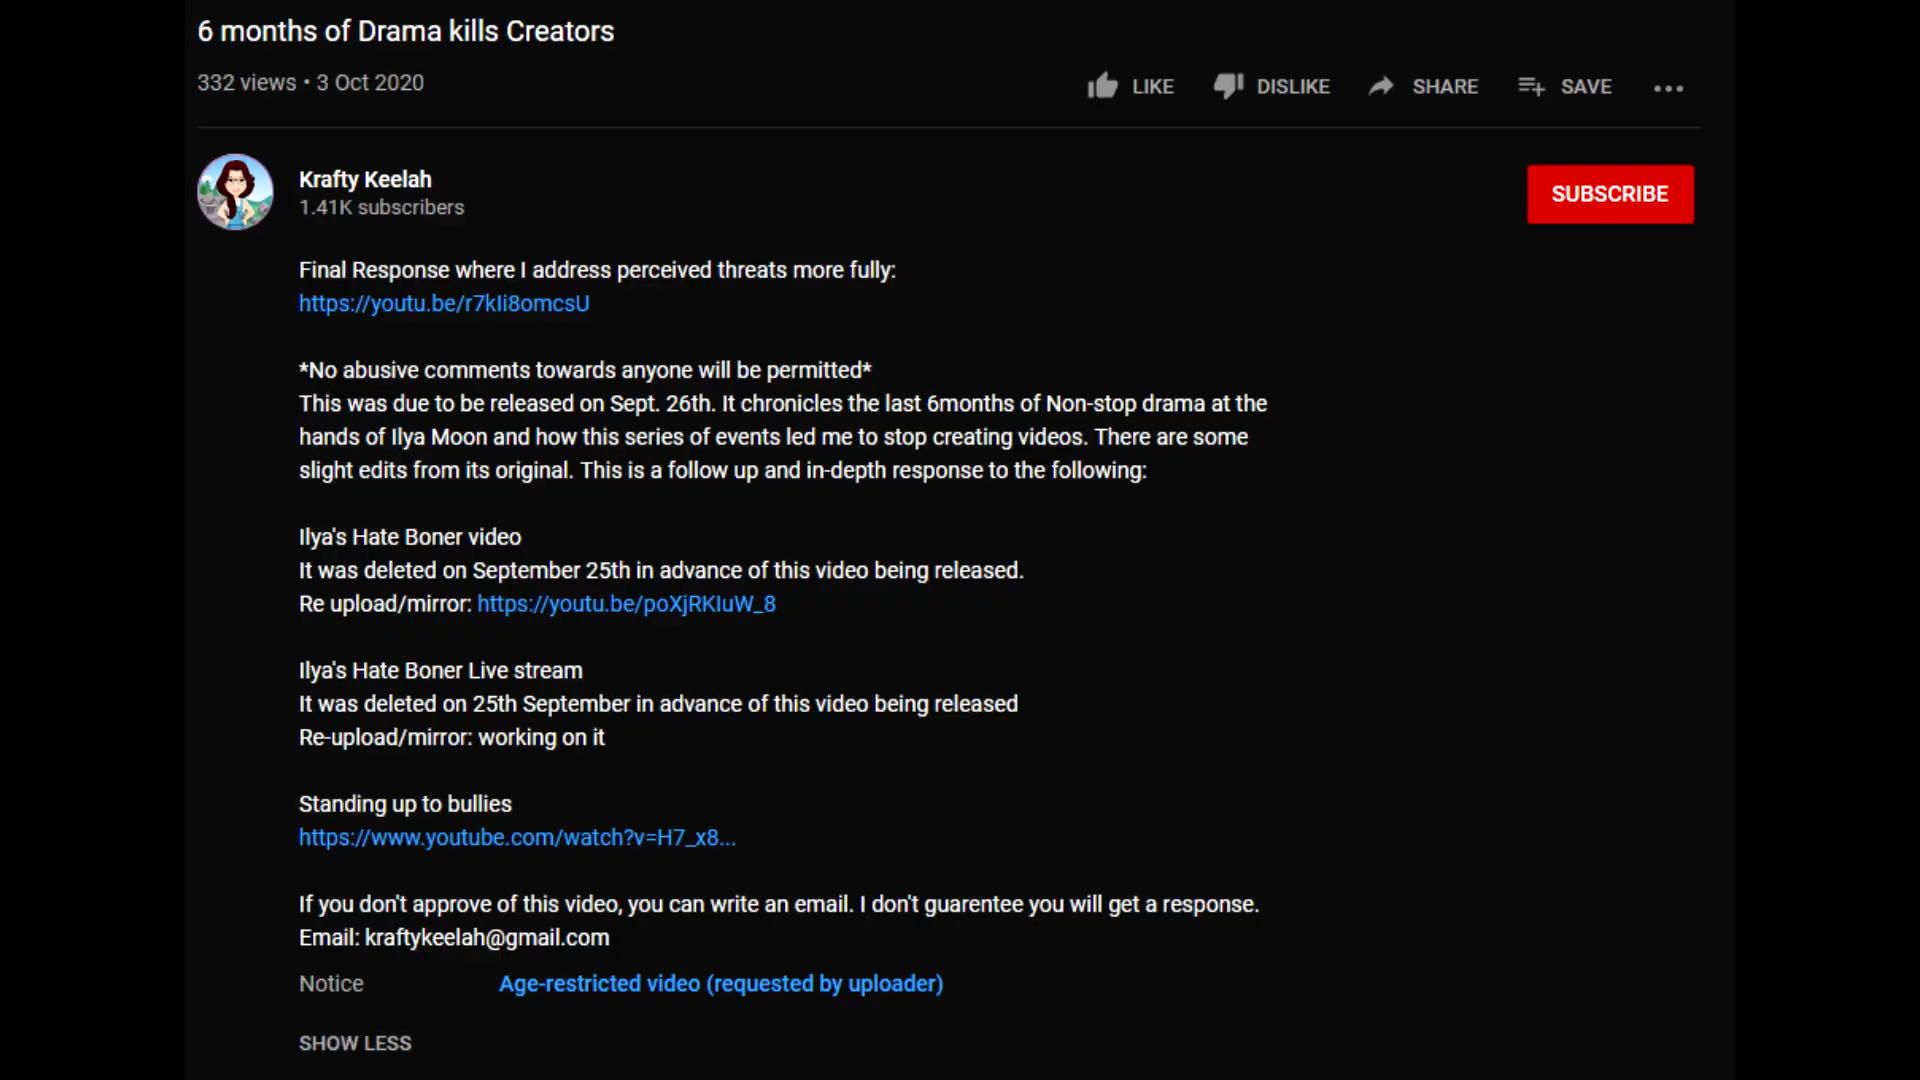 6 months of Drama kills Creators
332 views • 3 Oct 2020
LIKE DISLIKE SHARE SAVE
Krafty Keelah
1.41K subscribers
SUBSCRIBE
Final Response where I address perceived threats more fully:
https://youtu.be/r7kIi8omcsU
*No abusive comments towards anyone will be permitted*
This was due to be released on Sept. 26th. It chronicles the last 6months of Non-stop drama at the
hands of Ilya Moon and how this series of events led me to stop creating videos. There are some
slight edits from its original. This is a follow up and in-depth response to the following:
Ilya's Hate Boner video
It was deleted on September 25th in advance of this video being released.
Re upload/mirror: https://youtu.be/poXjRKIuW_8
Ilya's Hate Boner Live stream
It was deleted on 25th September in advance of this video being released
Re-upload/mirror: working on it
Standing up to bullies
https://www.youtube.com/watch?v=H7_x8...
If you don't approve of this video, you can write an email. I don't guarentee you will get a response.
Email: kraftykeelah@gmail.com
Notice Age-restricted video (requested by uploader)
SHOW LESS